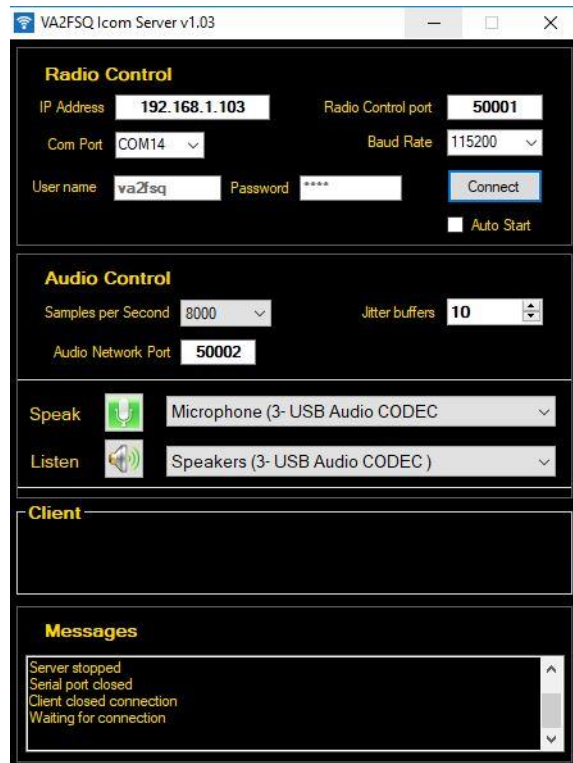 VA2FSQ Icom Server v1.03
Radio Control
IP Address 192.168.1.103 Radio Control port 50001
Com Port COM14 Baud Rate 115200
User name va2fsq Password **** Connect
Auto Start
Audio Control
Samples per Second 8000 Jitter buffers 10
Audio Network Port 50002
Speak Microphone (3- USB Audio CODEC
Listen Speakers (3- USB Audio CODEC )
Client
Messages
Server stopped
Serial port closed
Client closed connection
Waiting for connection